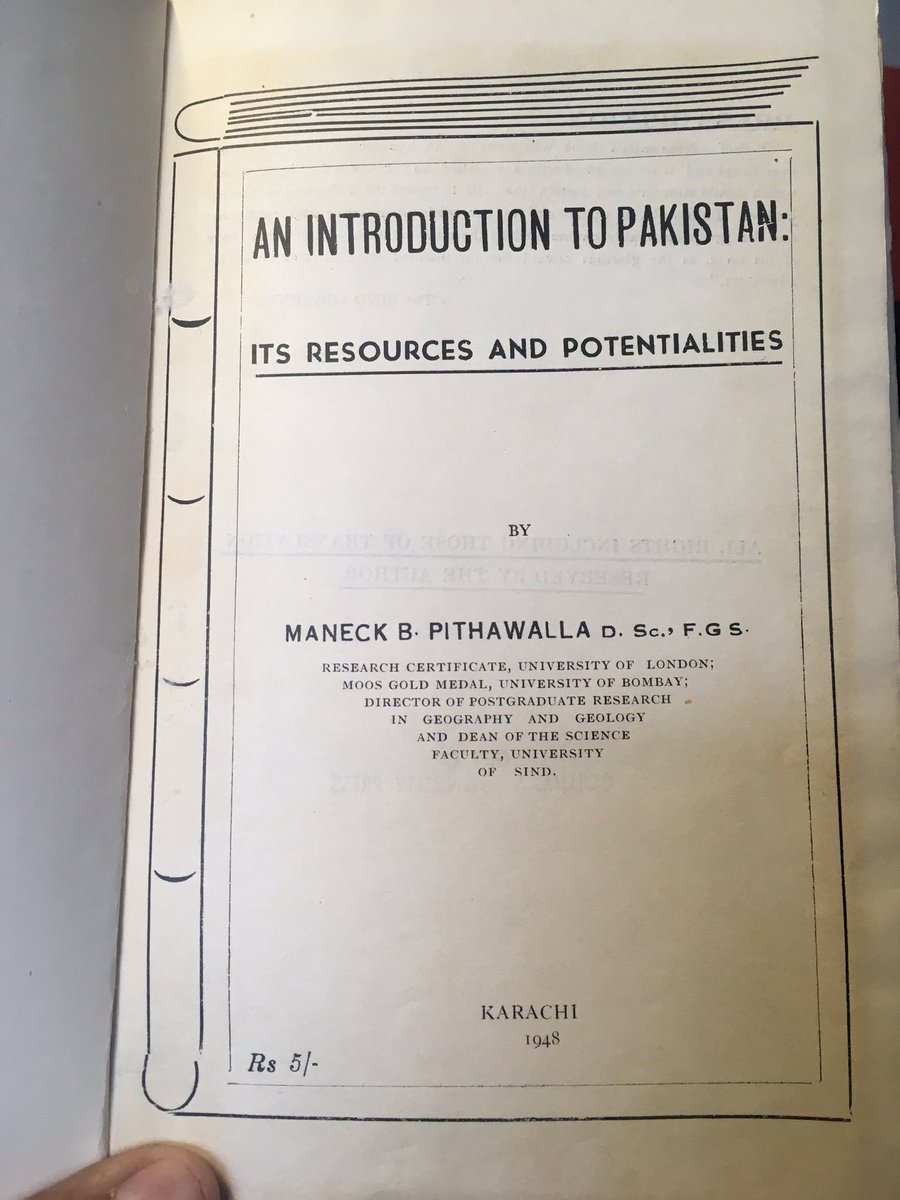 AN INTRODUCTION TO PAKISTAN:
ITS RESOURCES AND POTENTIALITIES
BY
MANECK B. PITHAWALLA D. Sc., F.G S.
RESEARCH CERTIFICATE, UNIVERSITY OF LONDON;
MOOS GOLD MEDAL, UNIVERSITY OF BOMBAY;
DIRECTOR OF POSTGRADUATE RESEARCH
IN GEOGRAPHY AND GEOLOGY
AND DEAN OF THE SCIENCE
FACULTY, UNIVERSITY
OF SIND.
KARACHI
1948
Rs 5/-